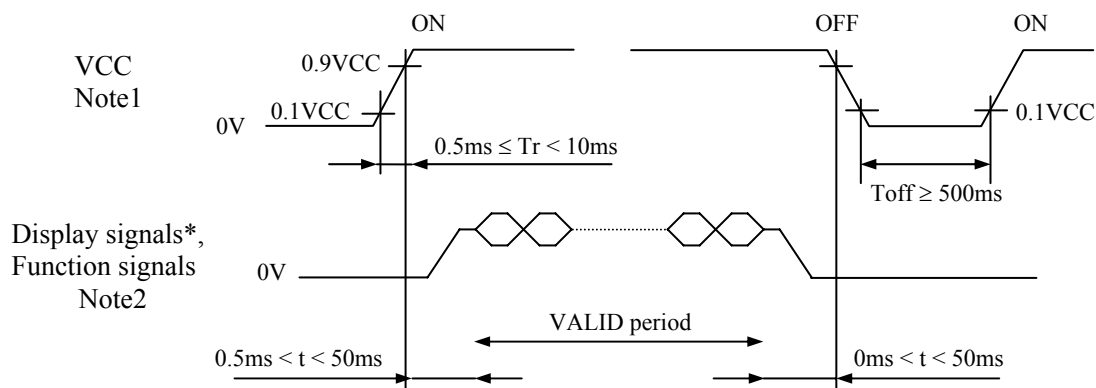 ON
OFF
ON
VCC
Note1
0.9VCC
0.1VCC
0V
0.1VCC
0.5ms ≤ Tr < 10ms
Toff ≥ 500ms
Display signals*,
Function signals
Note2
0V
VALID period
0.5ms < t < 50ms
0ms < t < 50ms